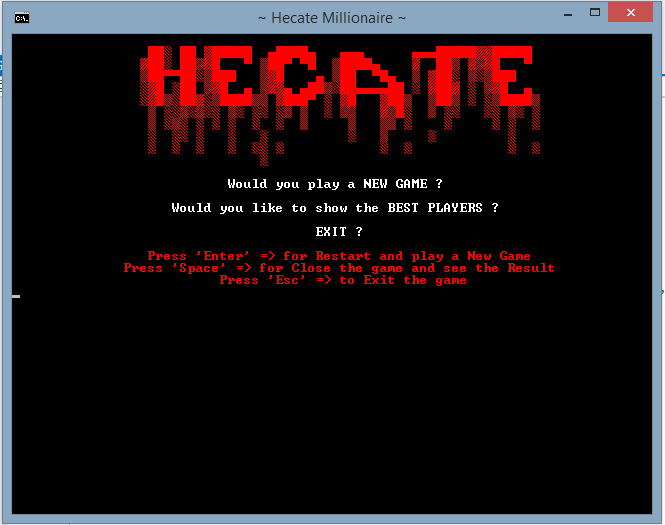 ~ Hecate Millionaire ~
HECATE
Would you play a NEW GAME ?
Would you like to show the BEST PLAYERS ?
EXIT ?
Press 'Enter' => for Restart and play a New Game
Press 'Space' => for Close the game and see the Result
Press 'Esc' => to Exit the game